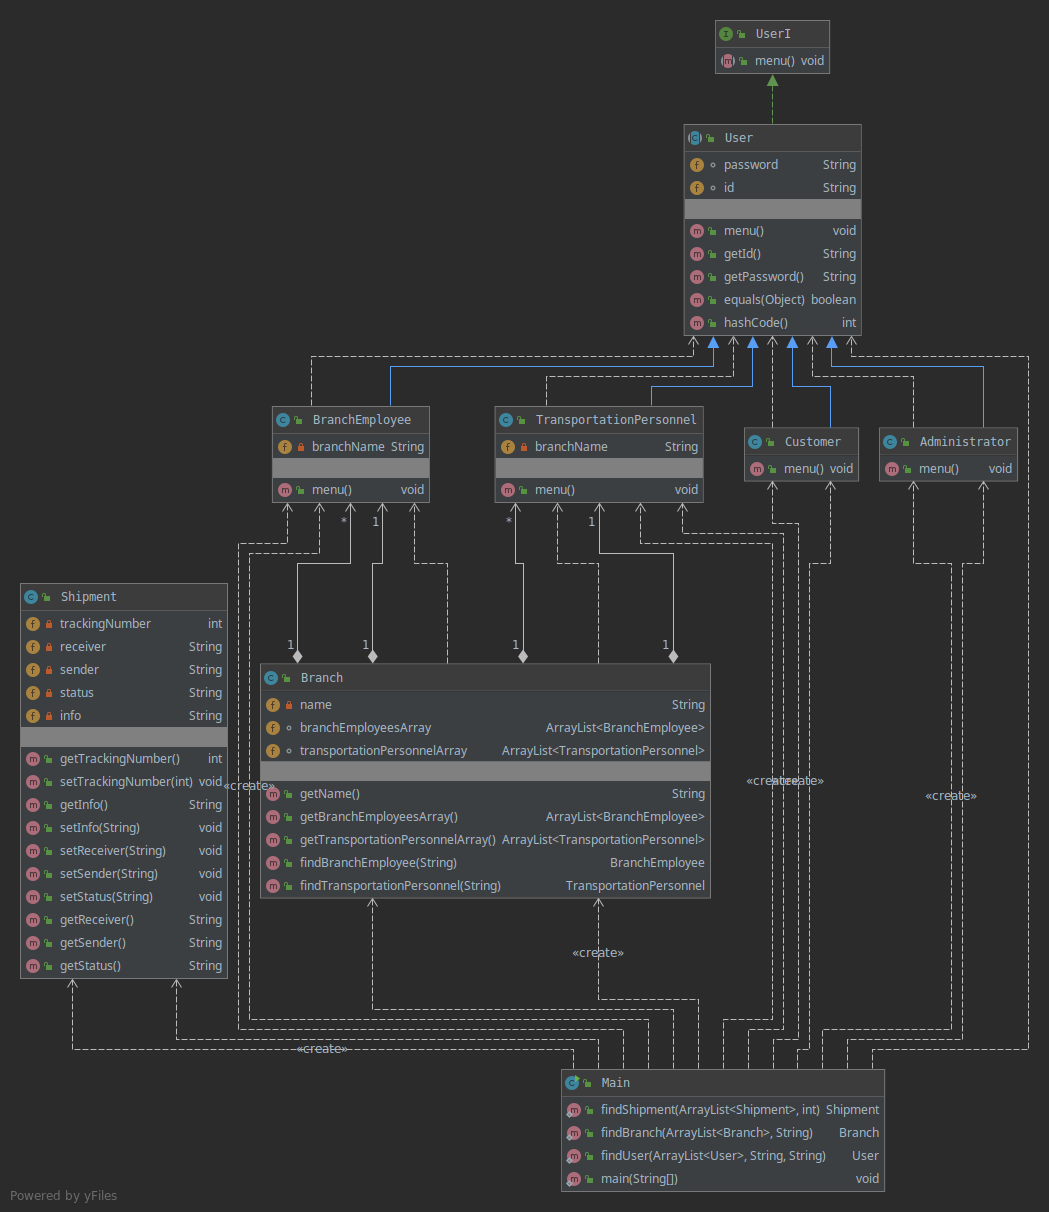 UserI
menu() void
User
password String
id String
menu() void
getId() String
getPassword() String
equals(Object) boolean
hashCode() int
BranchEmployee
branchName String
menu() void
TransportationPersonnel
branchName String
menu() void
Customer
menu() void
Administrator
menu() void
* 1 * 1
1 1 1 1
Shipment
trackingNumber int
receiver String
sender String
status String
info String
getTrackingNumber() int
setTrackingNumber(int) void
getInfo() String
setInfo(String) void
setReceiver(String) void
setSender(String) void
setStatus(String) void
getReceiver() String
getSender() String
getStatus() String
Branch
name String
branchEmployeesArray ArrayList<BranchEmployee>
transportationPersonnelArray ArrayList<TransportationPersonnel>
getName() String
getBranchEmployeesArray() ArrayList<BranchEmployee>
getTransportationPersonnelArray() ArrayList<TransportationPersonnel>
findBranchEmployee(String) BranchEmployee
findTransportationPersonnel(String) TransportationPersonnel
«create»
«create»
«create»
«create»
«create»
«create»
Main
findShipment(ArrayList<Shipment>, int) Shipment
findBranch(ArrayList<Branch>, String) Branch
findUser(ArrayList<User>, String, String) User
main(String[]) void
Powered by yFiles